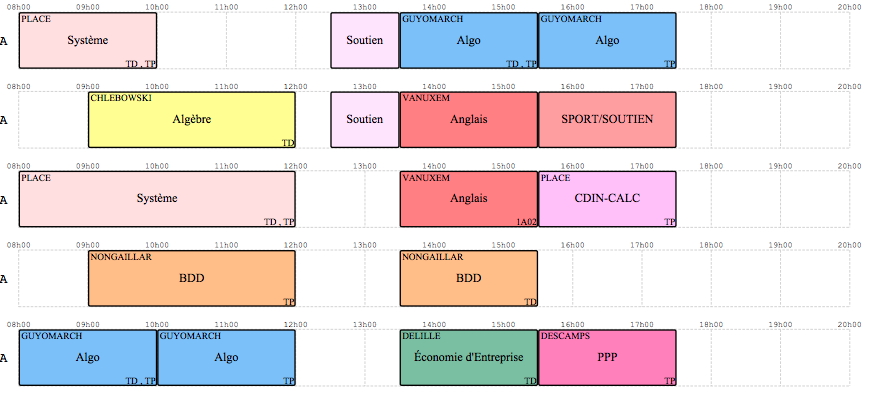 08h00 09h00 10h00 11h00 12h00 13h00 14h00 15h00 16h00 17h00 18h00 19h00 20h00
PLACE GUYOMARCH GUYOMARCH
A Système Soutien Algo Algo
TD , TP TD , TP TP
08h00 09h00 10h00 11h00 12h00 13h00 14h00 15h00 16h00 17h00 18h00 19h00 20h00
CHLEBOWSKI VANUXEM
A Algèbre Soutien Anglais SPORT/SOUTIEN
TD
08h00 09h00 10h00 11h00 12h00 13h00 14h00 15h00 16h00 17h00 18h00 19h00 20h00
PLACE VANUXEM PLACE
A Système Anglais CDIN-CALC
TD , TP 1A02 TP
08h00 09h00 10h00 11h00 12h00 13h00 14h00 15h00 16h00 17h00 18h00 19h00 20h00
NONGAILLAR NONGAILLAR
A BDD BDD
TP TD
08h00 09h00 10h00 11h00 12h00 13h00 14h00 15h00 16h00 17h00 18h00 19h00 20h00
GUYOMARCH GUYOMARCH DELILLE DESCAMPS
A Algo Algo Économie d'Entreprise PPP
TD , TP TP TD TP